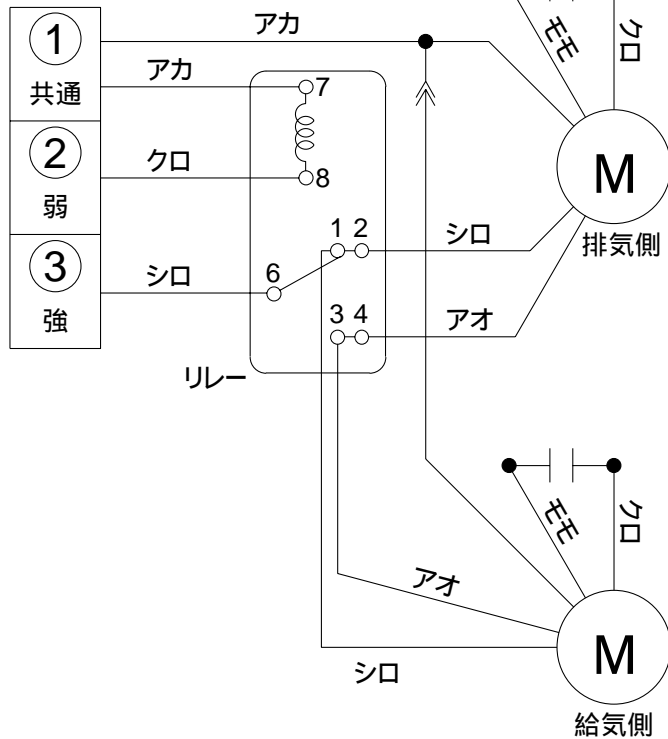 ① アカ
共通
アカ
7
モモ
クロ
② クロ
弱
8
M
排気側
③ シロ
強
6
1 2 シロ
3 4 アオ
リレー
モモ
クロ
アオ
シロ
M
給気側